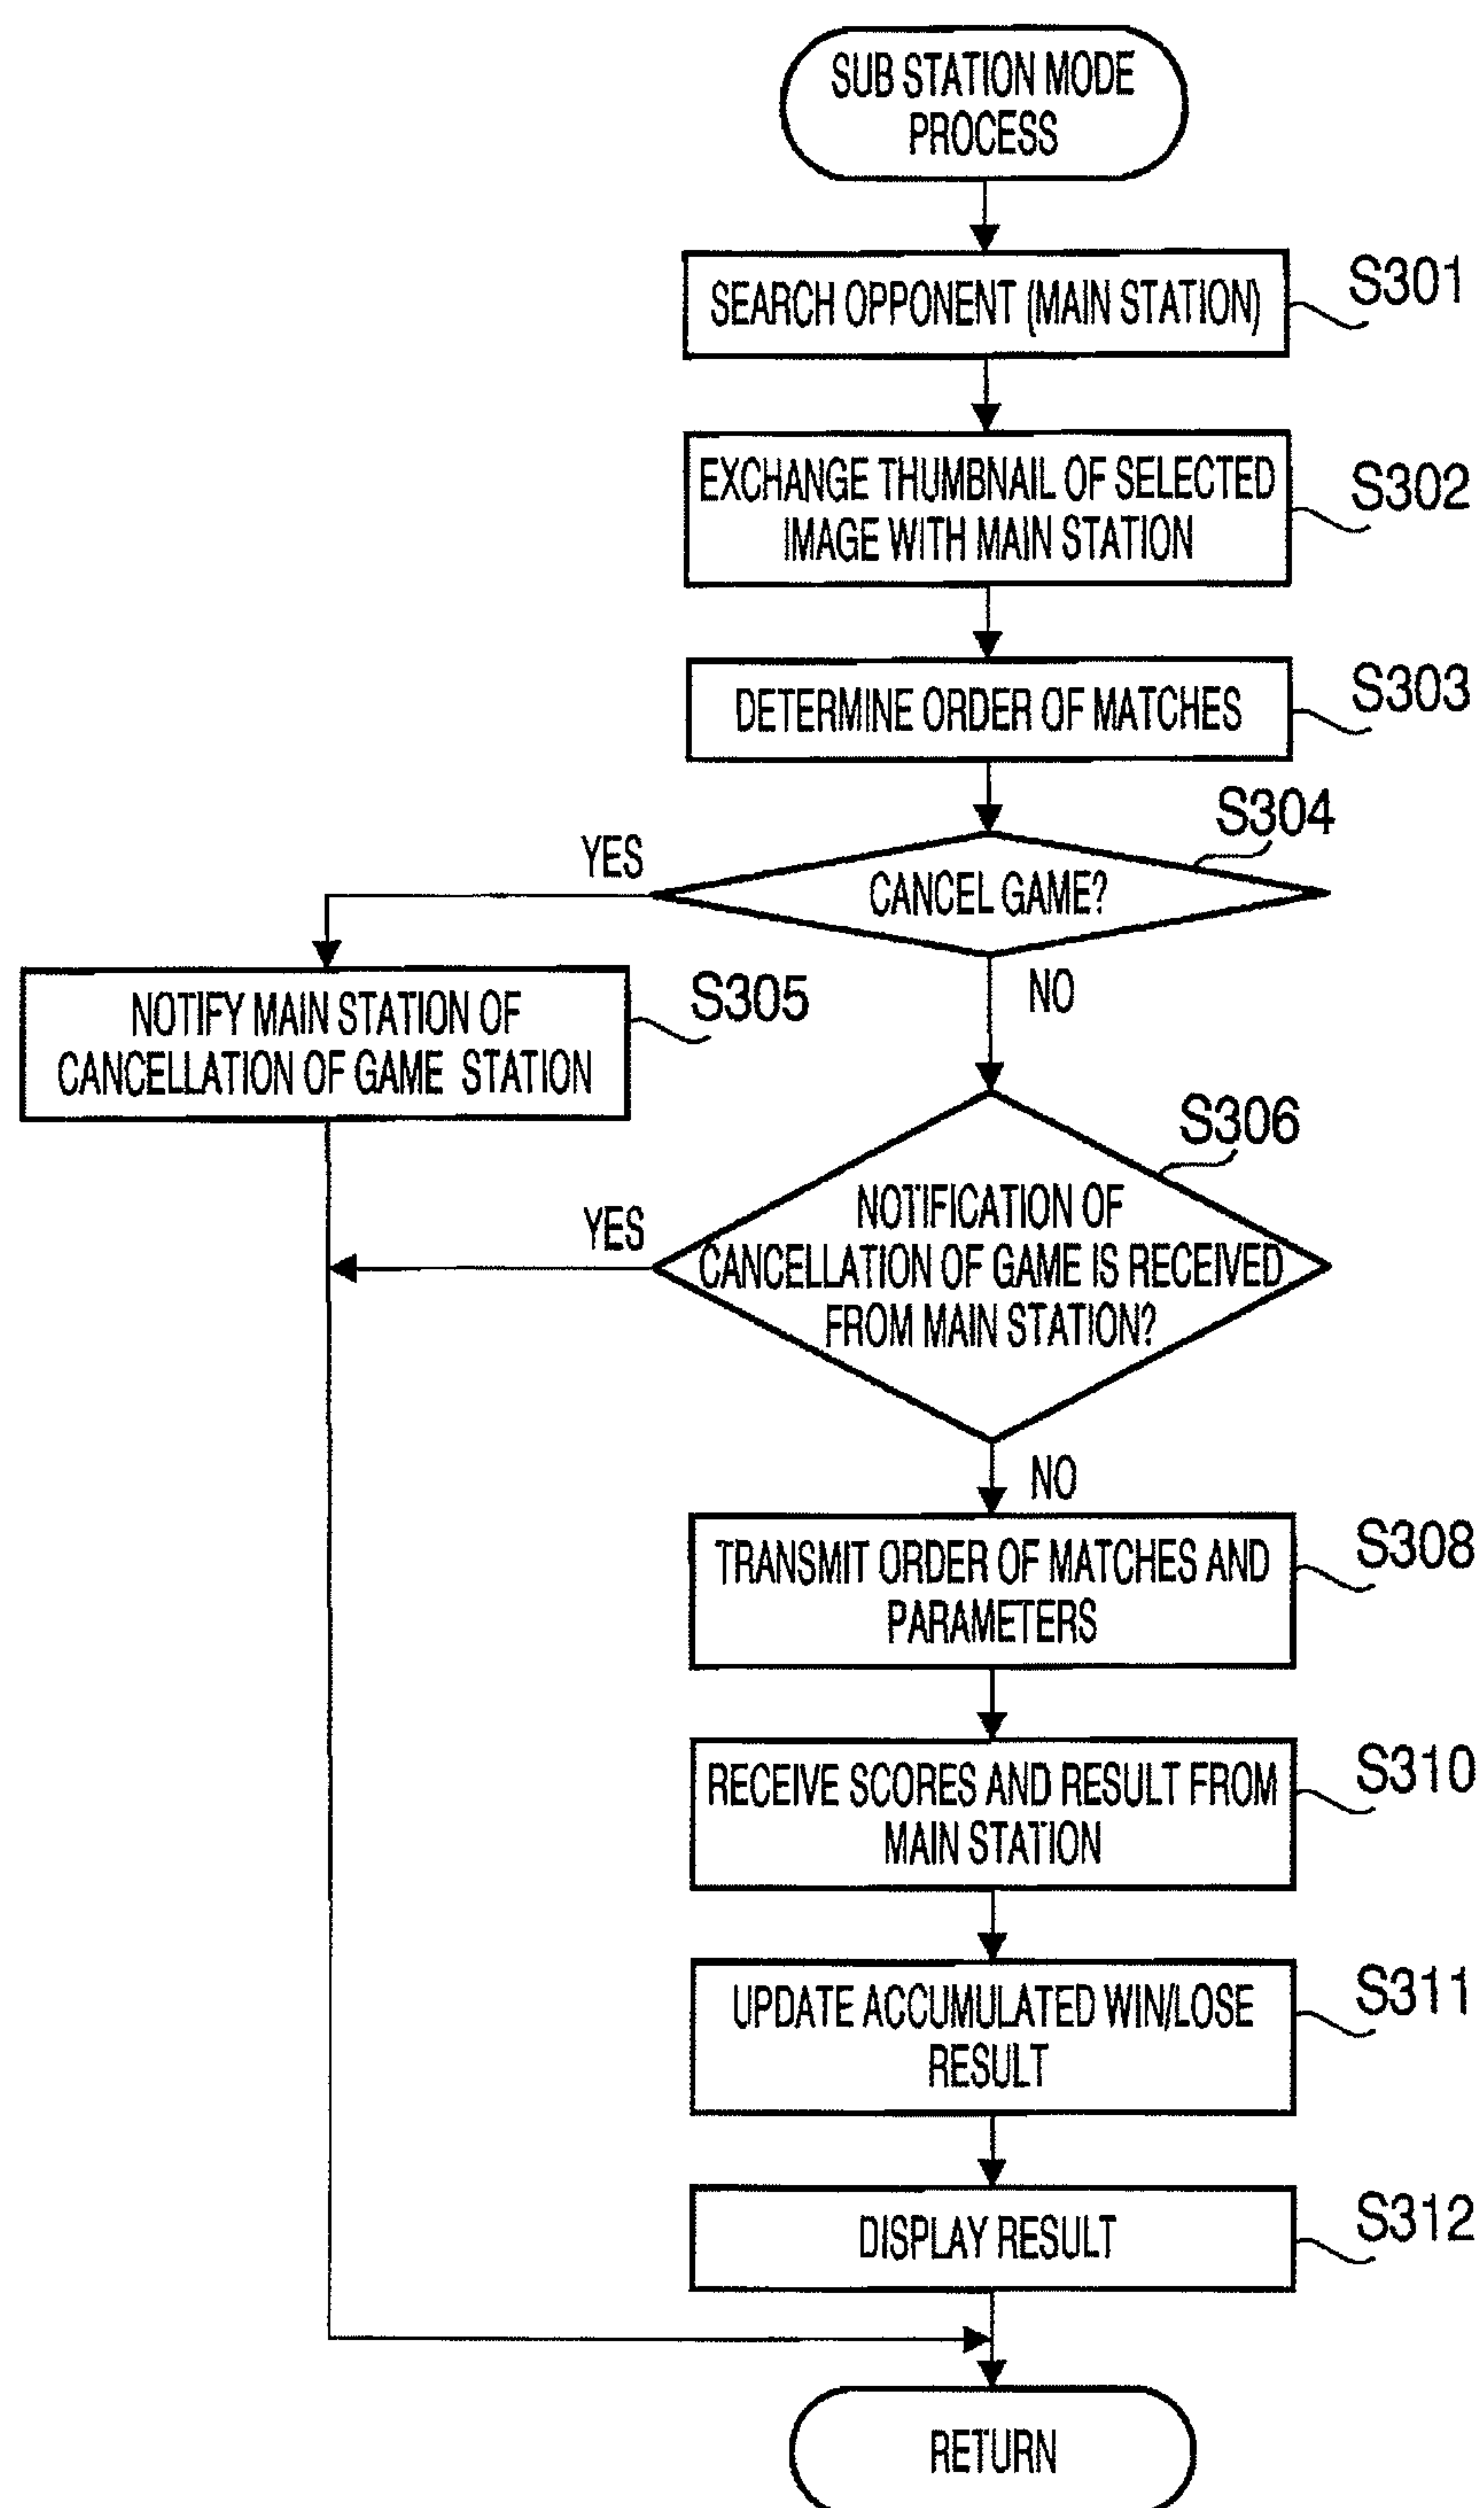 SUB STATION MODE
PROCESS
SEARCH OPPONENT (MAIN STATION)
S301
EXCHANGE THUMBNAIL OF SELECTED
IMAGE WITH MAIN STATION
S302
DETERMINE ORDER OF MATCHES
S303
S304
YES
CANCEL GAME?
NO
NOTIFY MAIN STATION OF
CANCELLATION OF GAME STATION
S305
S306
YES
NOTIFICATION OF
CANCELLATION OF GAME IS RECEIVED
FROM MAIN STATION?
NO
TRANSMIT ORDER OF MATCHES AND
PARAMETERS
S308
RECEIVE SCORES AND RESULT FROM
MAIN STATION
S310
UPDATE ACCUMULATED WIN/LOSE
RESULT
S311
DISPLAY RESULT
S312
RETURN